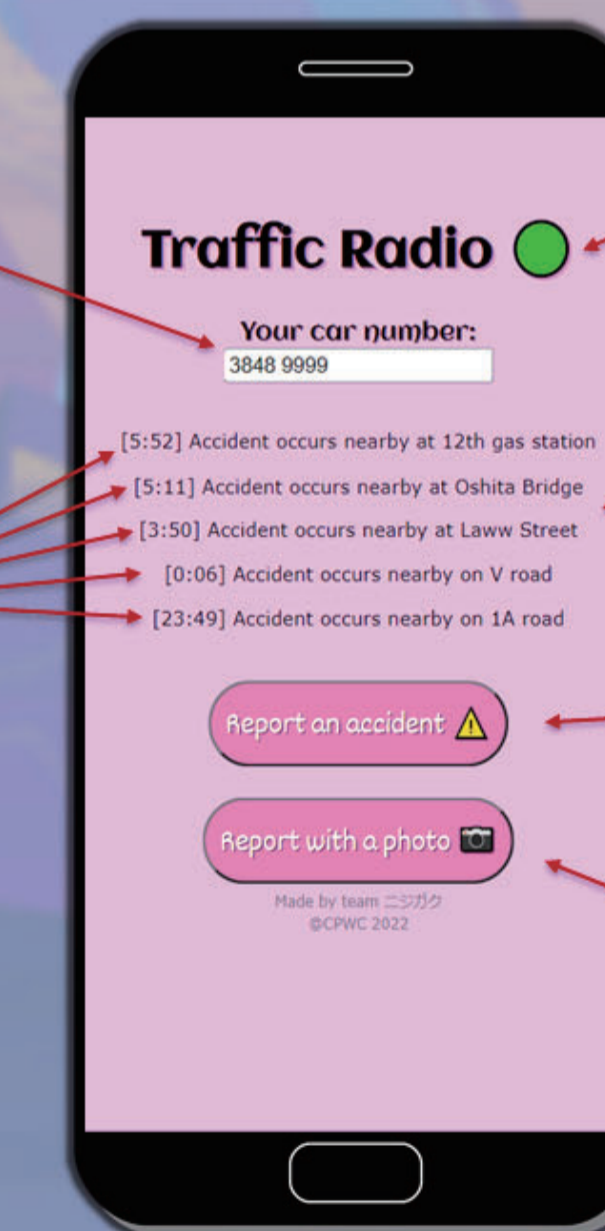 Traffic Radio
Your car number:
3848 9999
[5:52] Accident occurs nearby at 12th gas station
[5:11] Accident occurs nearby at Oshita Bridge
[3:50] Accident occurs nearby at Laww Street
[0:06] Accident occurs nearby on V road
[23:49] Accident occurs nearby on 1A road
Report an accident ⚠️
Report with a photo 📷
Made by team ニジガク
@CPWC 2022